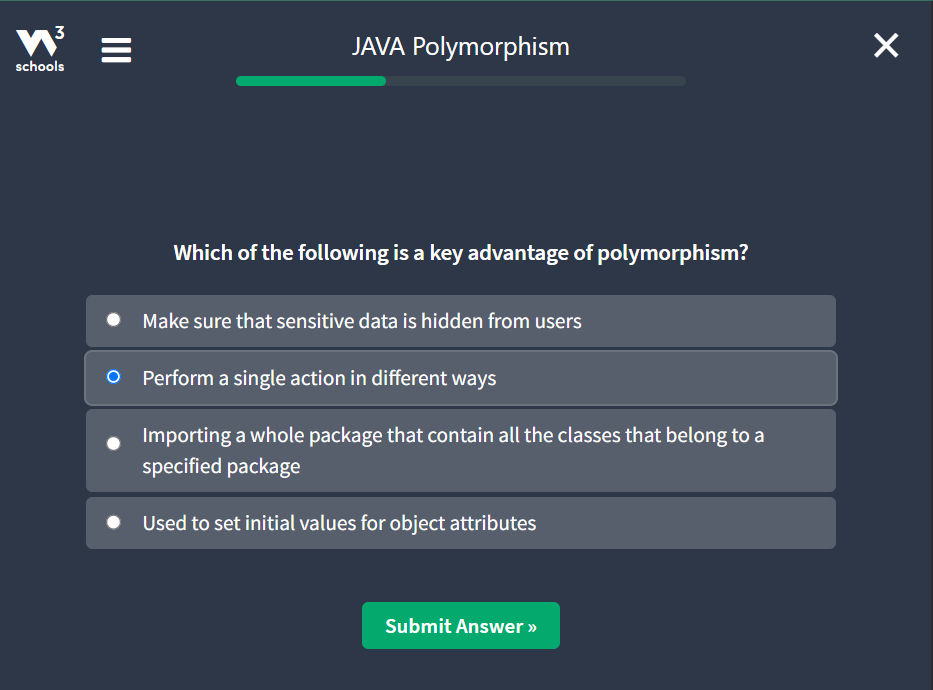 3
schools
JAVA Polymorphism
Which of the following is a key advantage of polymorphism?
Make sure that sensitive data is hidden from users
Perform a single action in different ways
Importing a whole package that contain all the classes that belong to a
specified package
Used to set initial values for object attributes
Submit Answer »